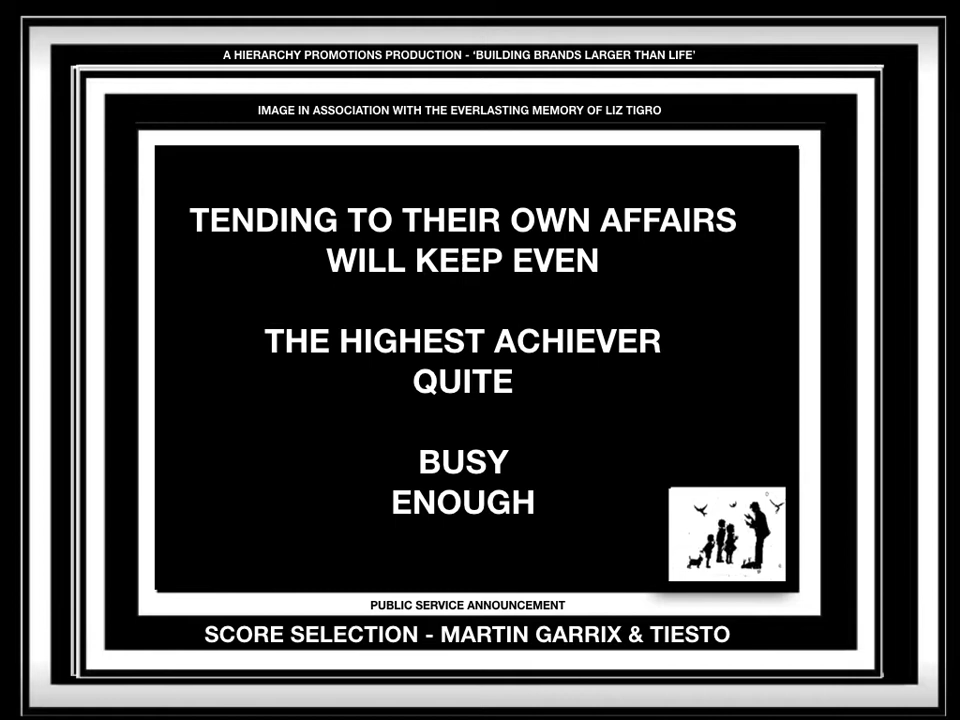 A HIERARCHY PROMOTIONS PRODUCTION - ‘BUILDING BRANDS LARGER THAN LIFE’
IMAGE IN ASSOCIATION WITH THE EVERLASTING MEMORY OF LIZ TIGRO
TENDING TO THEIR OWN AFFAIRS
WILL KEEP EVEN
THE HIGHEST ACHIEVER
QUITE
BUSY
ENOUGH
PUBLIC SERVICE ANNOUNCEMENT
SCORE SELECTION - MARTIN GARRIX & TIESTO